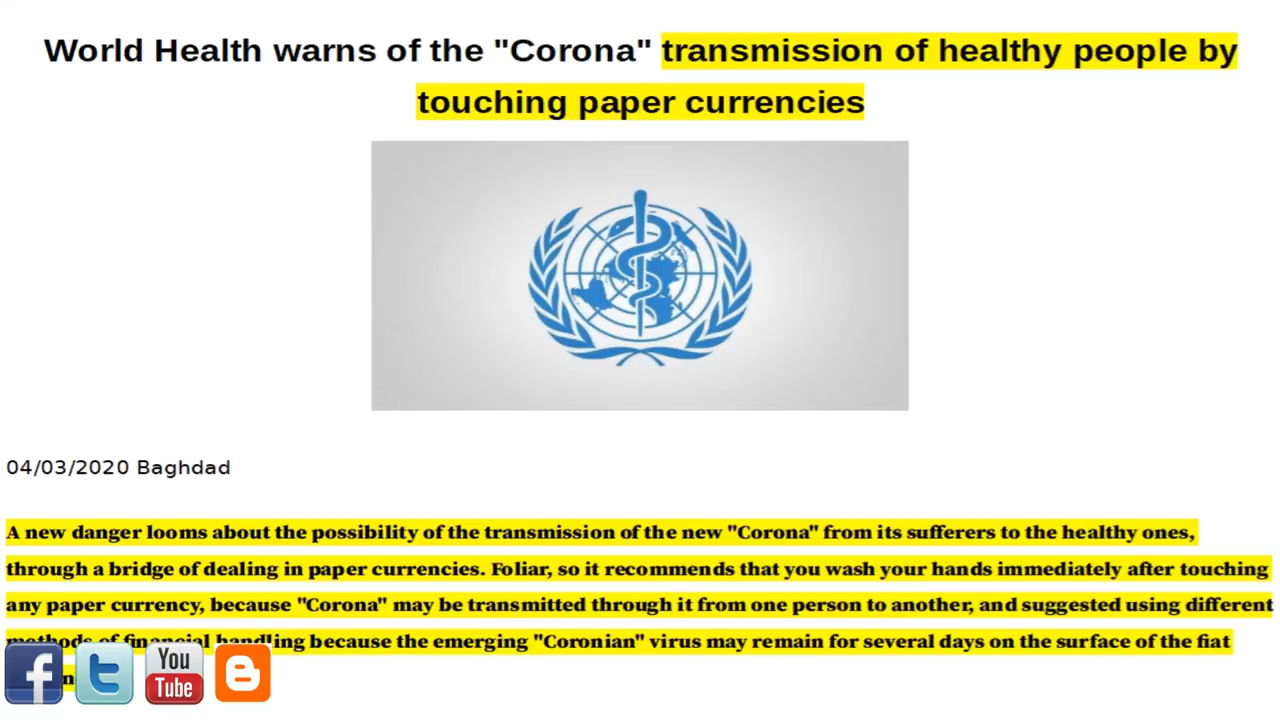 World Health warns of the "Corona" transmission of healthy people by
touching paper currencies
04/03/2020 Baghdad
A new danger looms about the possibility of the transmission of the new "Corona" from its sufferers to the healthy ones,
through a bridge of dealing in paper currencies. Foliar, so it recommends that you wash your hands immediately after touching
any paper currency, because "Corona" may be transmitted through it from one person to another, and suggested using different
methods of financial handling because the emerging "Coronian" virus may remain for several days on the surface of the fiat
You
Tube